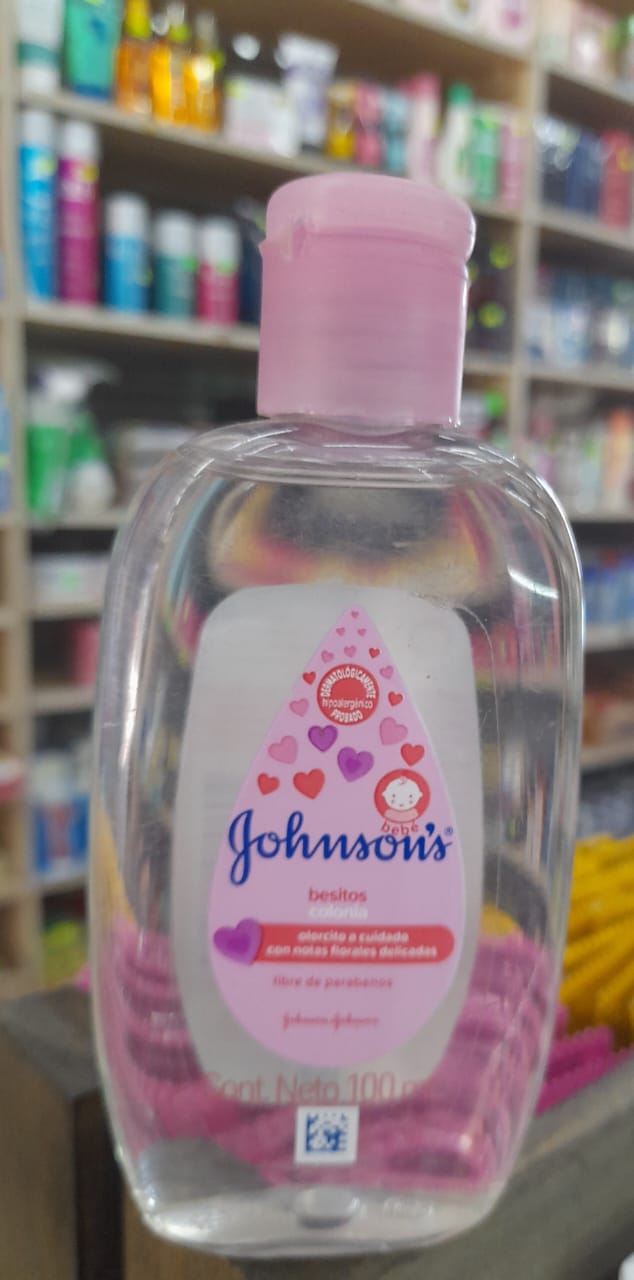 DERMATOLÓGICAMENTE
hipoalergénico
PROBADO
bebé
Johnson's®
besitos
colonia
olorcito a cuidado
con notas florales delicadas
libre de parabenos
Johnson & Johnson
Cont. Neto 100